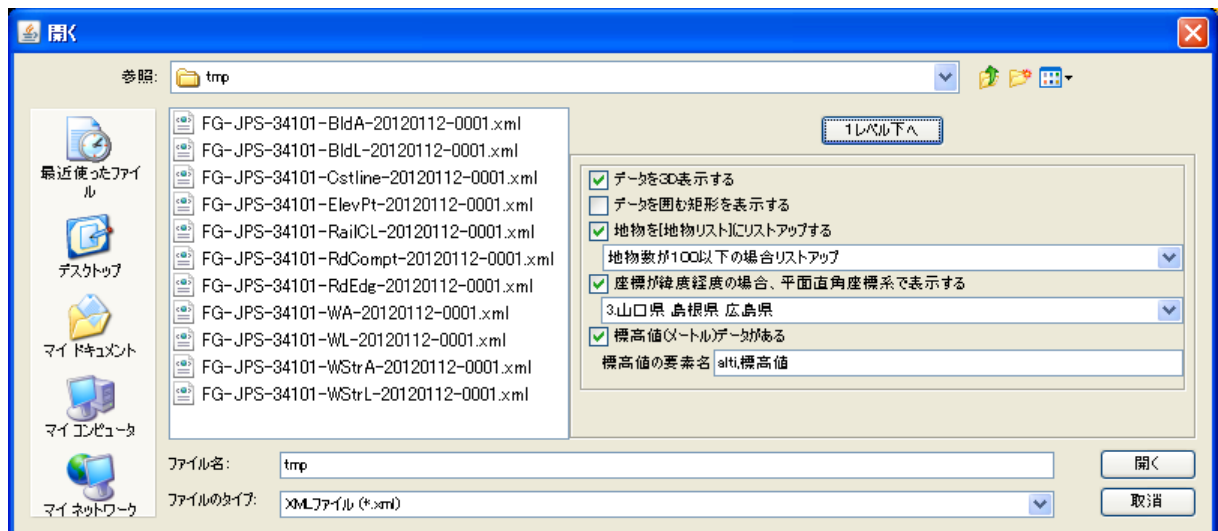 開く
参照:
tmp
最近使ったファイ
ル
デスクトップ
マイ ドキュメント
マイ コンピュータ
マイ ネットワーク
FG-JPS-34101-BldA-20120112-0001.xml
FG-JPS-34101-BldL-20120112-0001.xml
FG-JPS-34101-Cstline-20120112-0001.xml
FG-JPS-34101-ElevPt-20120112-0001.xml
FG-JPS-34101-RailCL-20120112-0001.xml
FG-JPS-34101-RdCompt-20120112-0001.xml
FG-JPS-34101-RdEdg-20120112-0001.xml
FG-JPS-34101-WA-20120112-0001.xml
FG-JPS-34101-WL-20120112-0001.xml
FG-JPS-34101-WStrA-20120112-0001.xml
FG-JPS-34101-WStrL-20120112-0001.xml
1レベル下へ
データを3D表示する
データを囲む矩形を表示する
地物を[地物リスト]にリストアップする
地物数が100以下の場合リストアップ
座標が緯度経度の場合、平面直角座標系で表示する
3.山口県 島根県 広島県
標高値(メートル)データがある
標高値の要素名 alti,標高値
ファイル名: tmp
開く
ファイルのタイプ: XMLファイル (*.xml)
取消